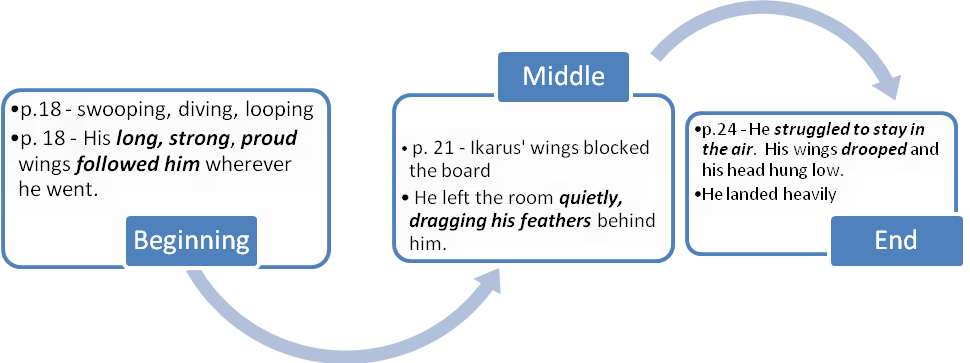 •p.18 - swooping, diving, looping
•p. 18 - His long, strong, proud
wings followed him wherever
he went.
Beginning
Middle
• p. 21 - Ikarus' wings blocked
the board
• He left the room quietly,
dragging his feathers behind
him.
•p.24 - He struggled to stay in
the air. His wings drooped and
his head hung low.
•He landed heavily
End